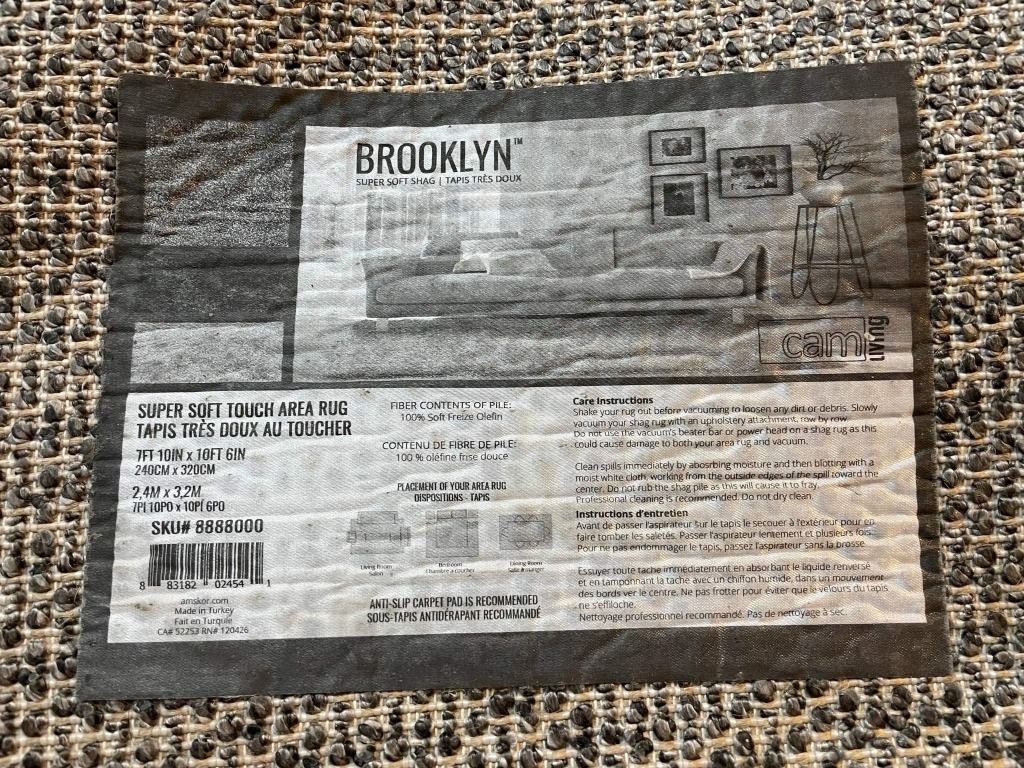 BROOKLYN™
SUPER SOFT SHAG | TAPIS TRÈS DOUX
cam living
SUPER SOFT TOUCH AREA RUG
TAPIS TRÈS DOUX AU TOUCHER
7FT 10IN x 10FT 6IN
240CM x 320CM
2,4M x 3,2M
7PI 10PO x 10PI 6PO
SKU# 8888000
8 83182 02454 1
amskor.com
Made in Turkey
Fait en Turquie
CA# 52253 RN# 120426
FIBER CONTENTS OF PILE:
100% Soft Freize Olefin
CONTENU DE FIBRE DE PILE:
100 % oléfine frise douce
PLACEMENT OF YOUR AREA RUG
DISPOSITIONS - TAPIS
Living Room
Salon
Bedroom
Chambre a coucher
Dining Room
Salle a manger
ANTI-SLIP CARPET PAD IS RECOMMENDED
SOUS-TAPIS ANTIDÉRAPANT RECOMMANDÉ
Care Instructions
Shake your rug out before vacuuming to loosen any dirt or debris. Slowly
vacuum your shag rug with an upholstery attachment, row by row.
Do not use the vacuum's beater bar or power head on a shag rug as this
could cause damage to both your area rug and vacuum.
Clean spills immediately by abosrbing moisture and then blotting with a
moist white cloth, working from the outside edges of the spill toward the
center. Do not rub the shag pile as this will cause it to fray.
Professional cleaning is recommended. Do not dry clean.
Instructions d'entretien
Avant de passer l'aspirateur sur le tapis le secouer à l'extérieur pour en
faire tomber les saletés. Passer l'aspirateur lentement et plusieurs fois.
Pour ne pas endommager le tapis, passez l'aspirateur sans la brosse.
Essuyer toute tache immediatement en absorbant le liquide renversé
et en tamponnant la tache avec un chiffon humide, dans un mouvement
des bords ver le centre. Ne pas frotter pour éviter que le velours du tapis
ne s'effiloche.
Nettoyage professionnel recommandé. Pas de nettoyage à sec.